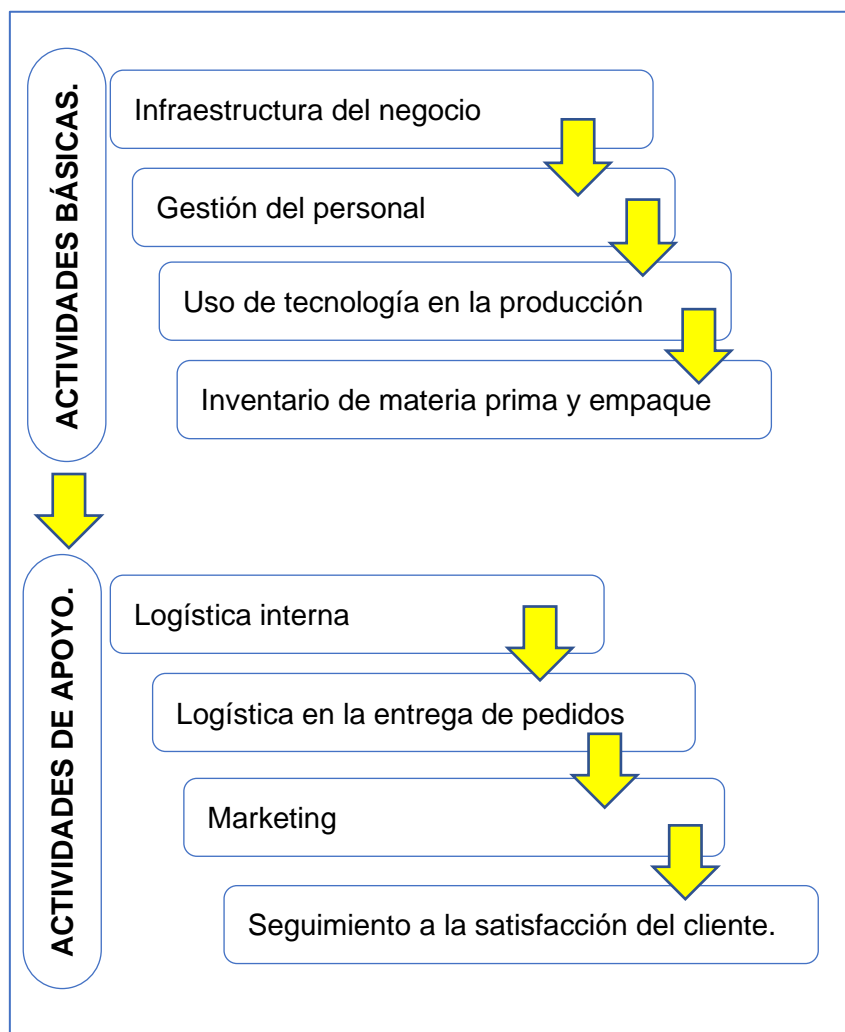 ACTIVIDADES BÁSICAS.
Infraestructura del negocio
Gestión del personal
Uso de tecnología en la producción
Inventario de materia prima y empaque
ACTIVIDADES DE APOYO.
Logística interna
Logística en la entrega de pedidos
Marketing
Seguimiento a la satisfacción del cliente.